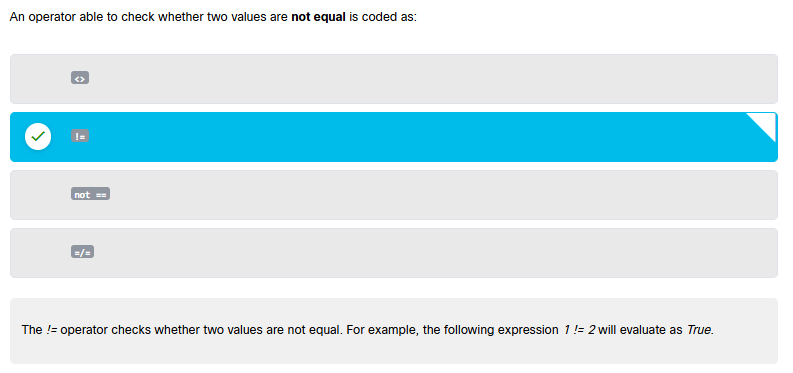 An operator able to check whether two values are not equal is coded as:
<>
!=
not ==
=/=
The != operator checks whether two values are not equal. For example, the following expression 1 != 2 will evaluate as True.